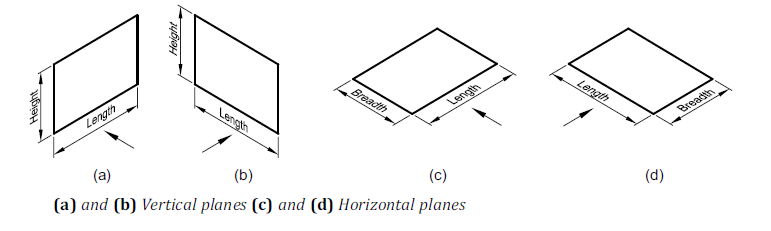 Height
Length
(a)
Height
Length
(b)
Breadth
Length
(c)
Length
Breadth
(d)
(a) and (b) Vertical planes (c) and (d) Horizontal planes